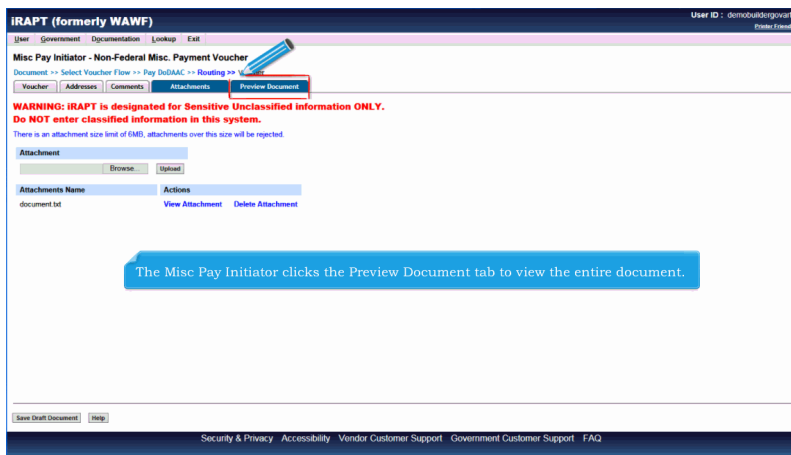 iRAPT (formerly WAWF)
User ID : demobuildergovart
Printer Friend
User Government Documentation Lookup Exit
Misc Pay Initiator - Non-Federal Misc. Payment Voucher
Document >> Select Voucher Flow >> Pay DoDAAC >> Routing >>
Voucher Addresses Comments Attachments Preview Document
WARNING: iRAPT is designated for Sensitive Unclassified information ONLY.
Do NOT enter classified information in this system.
There is an attachment size limit of 6MB, attachments over this size will be rejected.
Attachment
Browse... Upload
Attachments Name Actions
document.txt View Attachment Delete Attachment
The Misc Pay Initiator clicks the Preview Document tab to view the entire document.
Save Draft Document Help
Security & Privacy Accessibility Vendor Customer Support Government Customer Support FAQ